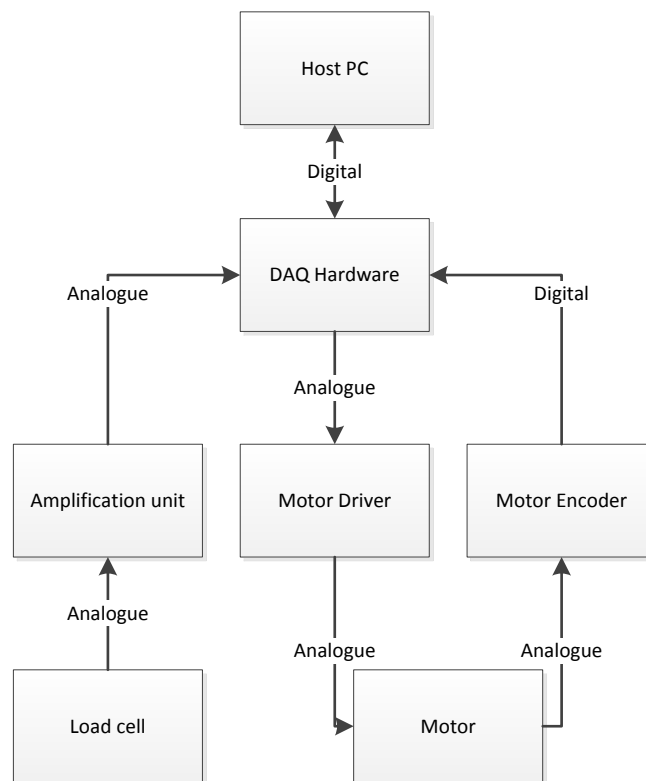 Host PC
Digital
DAQ Hardware
Analogue
Digital
Analogue
Amplification unit
Motor Driver
Motor Encoder
Analogue
Analogue
Analogue
Load cell
Motor